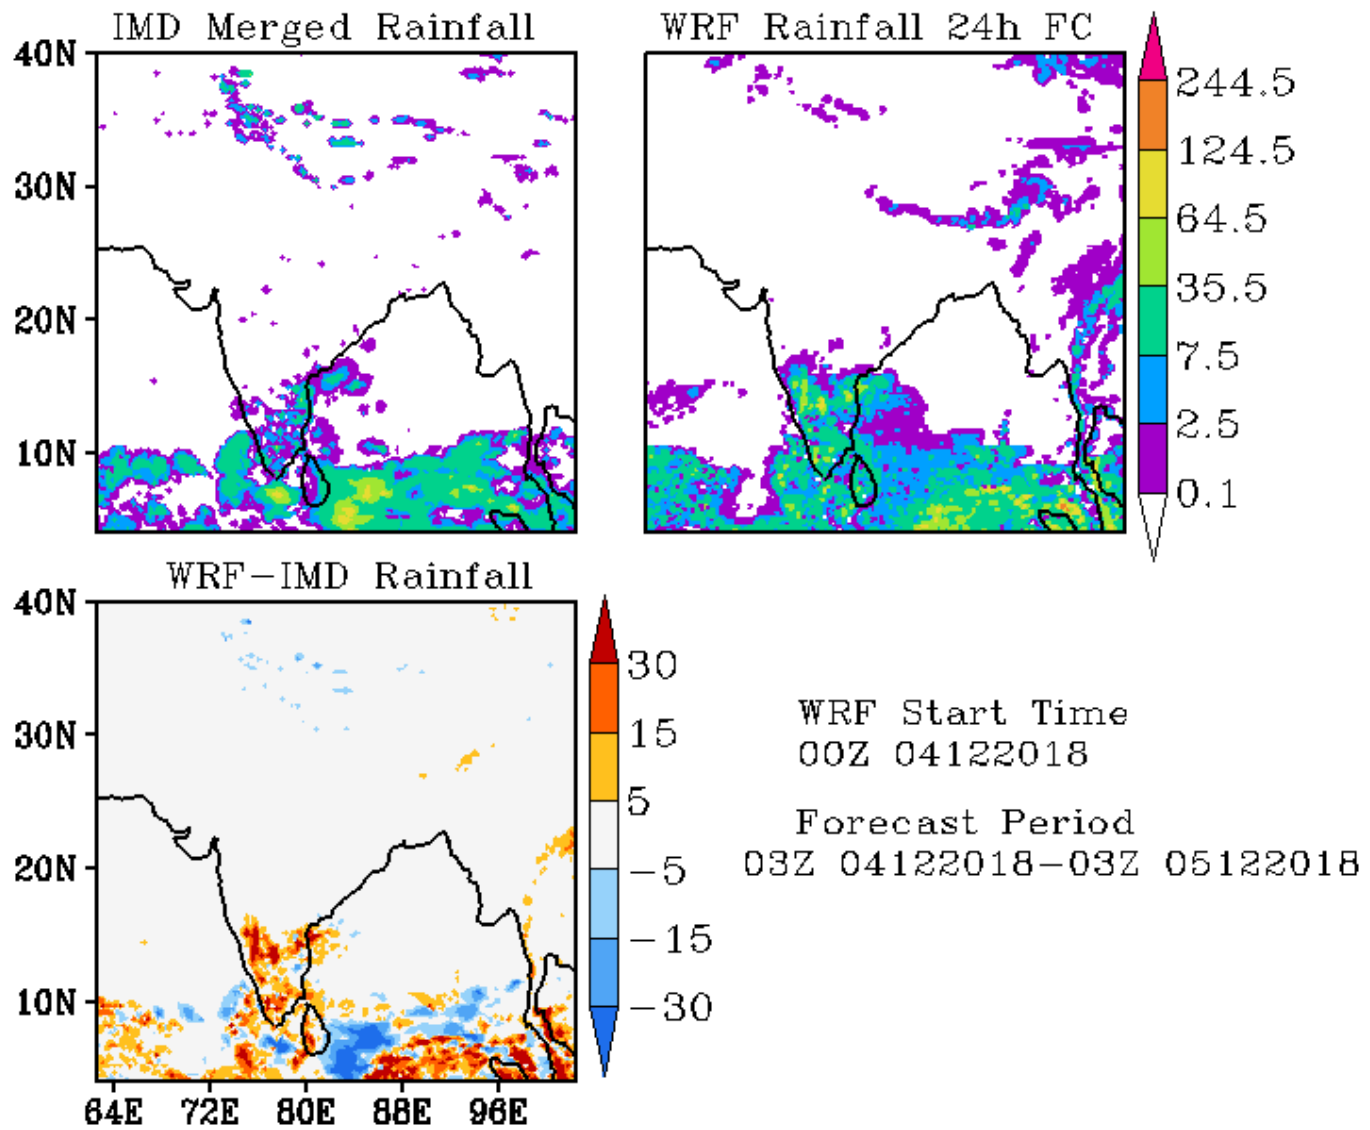 IMD Merged Rainfall
WRF Rainfall 24h FC
40N
30N
20N
10N
244.5
124.5
64.5
35.5
7.5
2.5
0.1
WRF-IMD Rainfall
40N
30N
20N
10N
64E 72E 80E 88E 96E
30
15
5
-5
-15
-30
WRF Start Time
00Z 04122018
Forecast Period
03Z 04122018-03Z 05122018